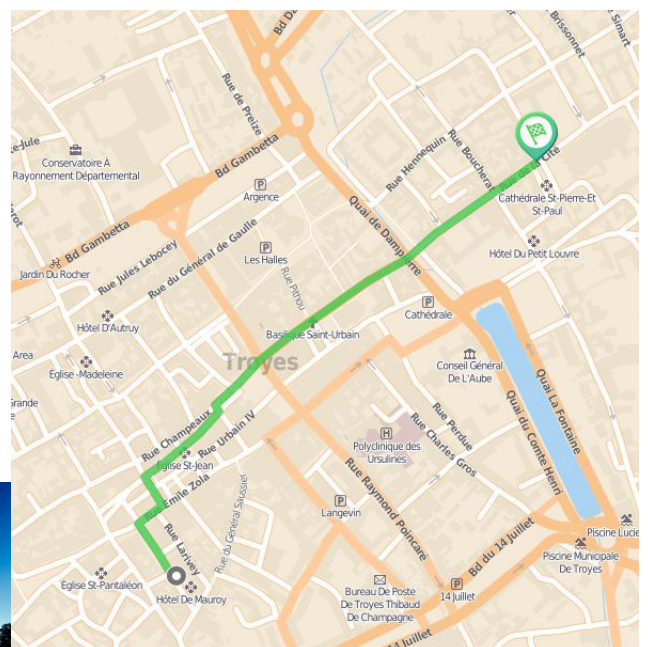 Bd Da
Simart
Brissonnet
Rue de Preize
te-Jule
Conservatoire À
Rayonnement Départemental
Bd Gambetta
Rue Hennequin
Rue Bouchera
Rue de la Cité
Argence
Cathédrale St-Pierre-Et
St-Paul
Quai de Dampierre
Rue du Général de Gaulle
Hôtel Du Petit Louvre
Bd Gambetta
Les Halles
Rue Jules Lebocey
Jardin Du Rocher
Rue Pithou
Hôtel D'Autruy
Cathédrale
Basilique Saint-Urbain
Area
Église -Madeleine
Troyes
Conseil Général
De L'Aube
Quai La Fontaine
Grande
Rue Champeaux
Rue Urbain IV
Rue Perdue
Quai du Comte Henri
Polyclinique des
Ursulines
Rue Charles Gros
Église St-Jean
Rue Émile Zola
Rue Raymond Poincaré
Rue du Général Saussier
Langevin
Rue Larivey
Bd du 14 Juillet
Piscine Lucie
Piscine Municipale
De Troyes
Église St-Pantaléon
Hôtel De Mauroy
Bureau De Poste
De Troyes Thibaud
De Champagne
14 Juillet
14 Juillet